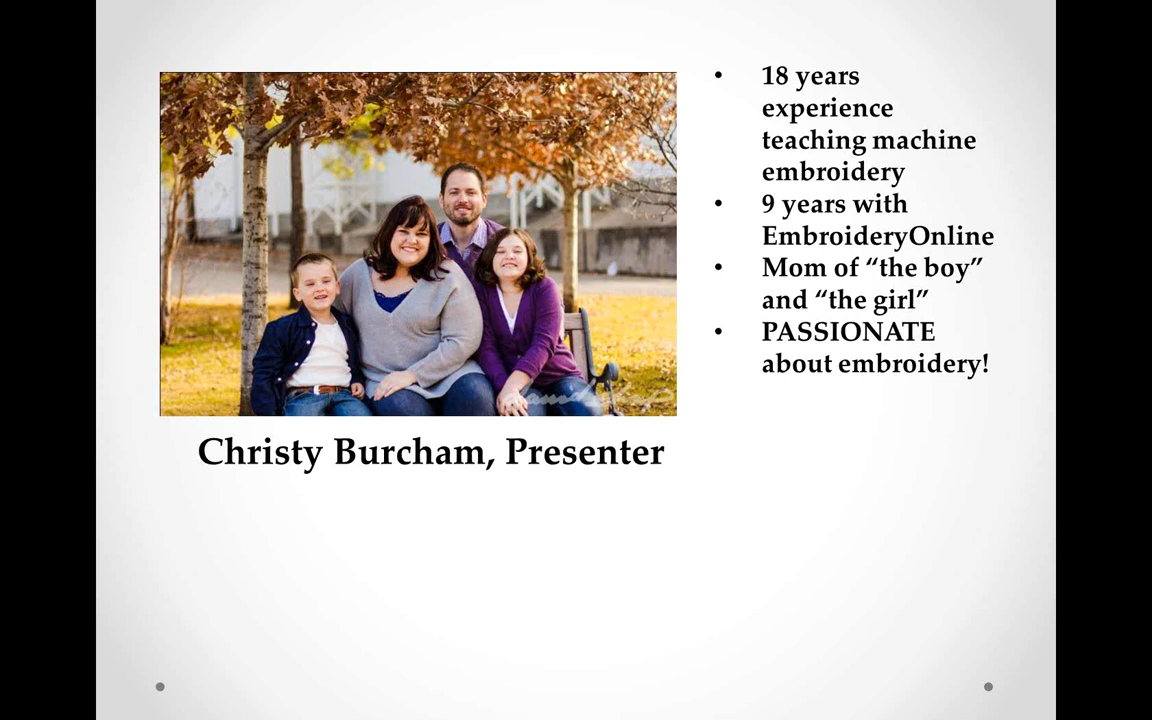 • 18 years
experience
teaching machine
embroidery
• 9 years with
EmbroideryOnline
• Mom of “the boy”
and “the girl”
• PASSIONATE
about embroidery!
Christy Burcham, Presenter